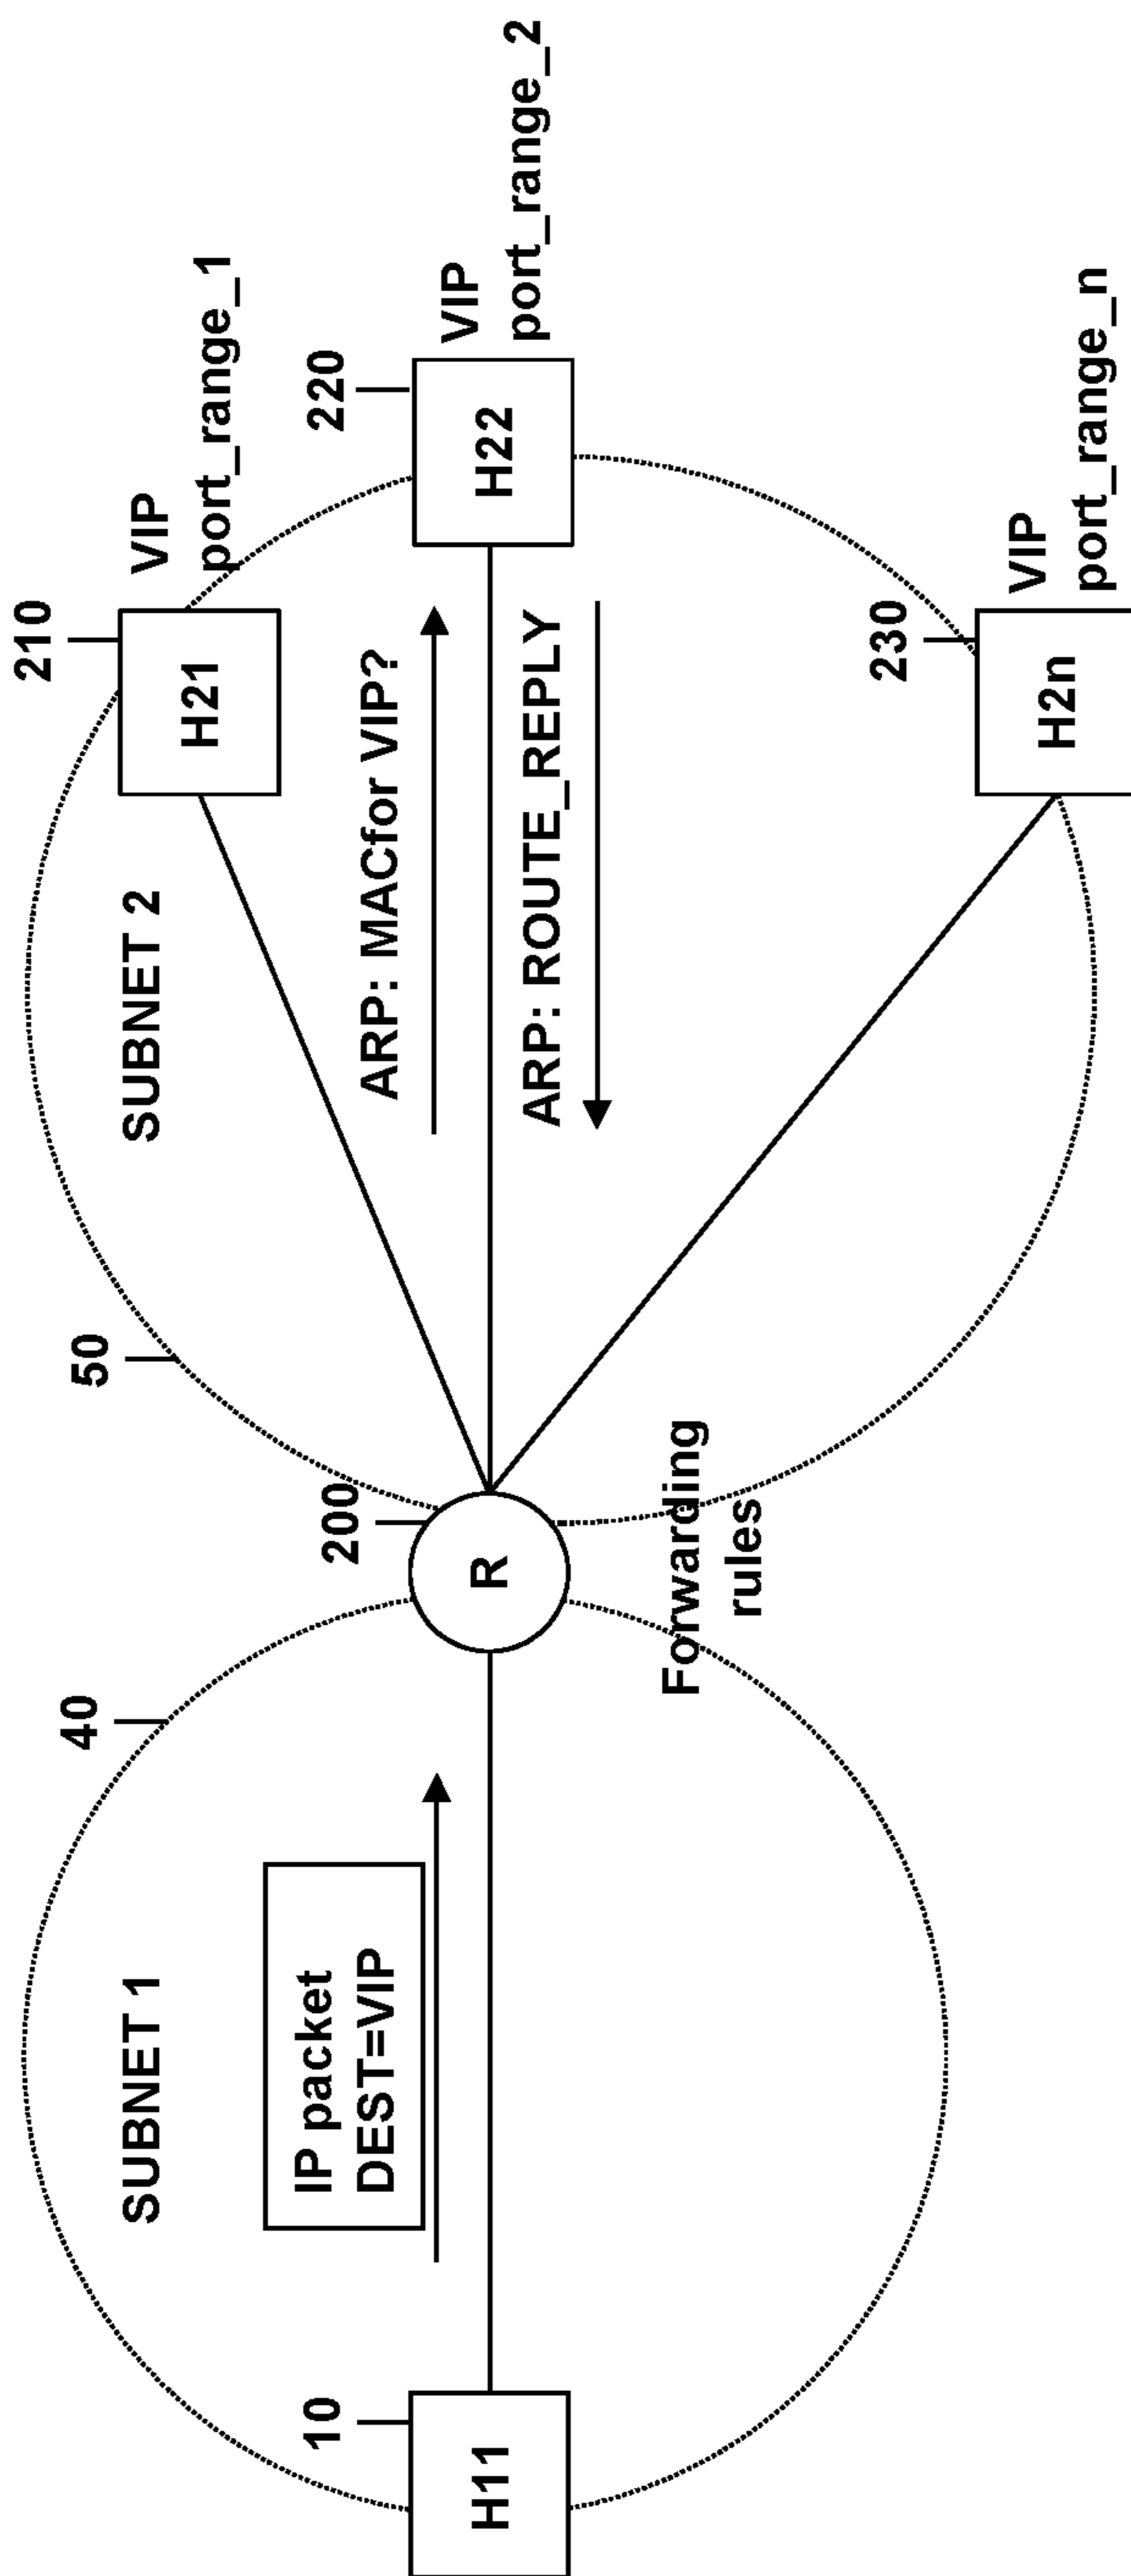 SUBNET 1
40
IP packet
DEST=VIP
10
H11
R
200
Forwarding
rules
50
SUBNET 2
ARP: MACfor VIP?
ARP: ROUTE_REPLY
210
H21
VIP
port_range_1
220
H22
VIP
port_range_2
230
H2n
VIP
port_range_n